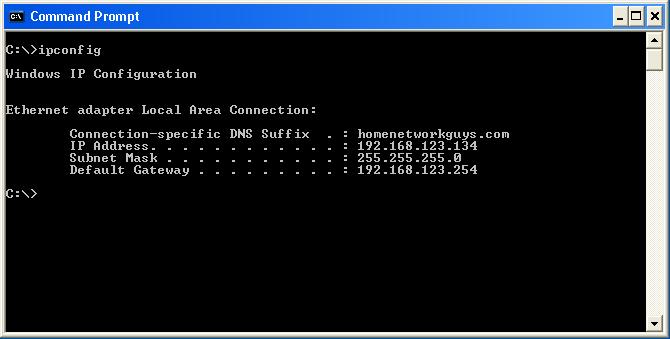 Command Prompt
C:\>ipconfig
Windows IP Configuration
Ethernet adapter Local Area Connection:
Connection-specific DNS Suffix  . : homenetworkguys.com
IP Address. . . . . . . . . . . . : 192.168.123.134
Subnet Mask . . . . . . . . . . . : 255.255.255.0
Default Gateway . . . . . . . . . : 192.168.123.254
C:\>